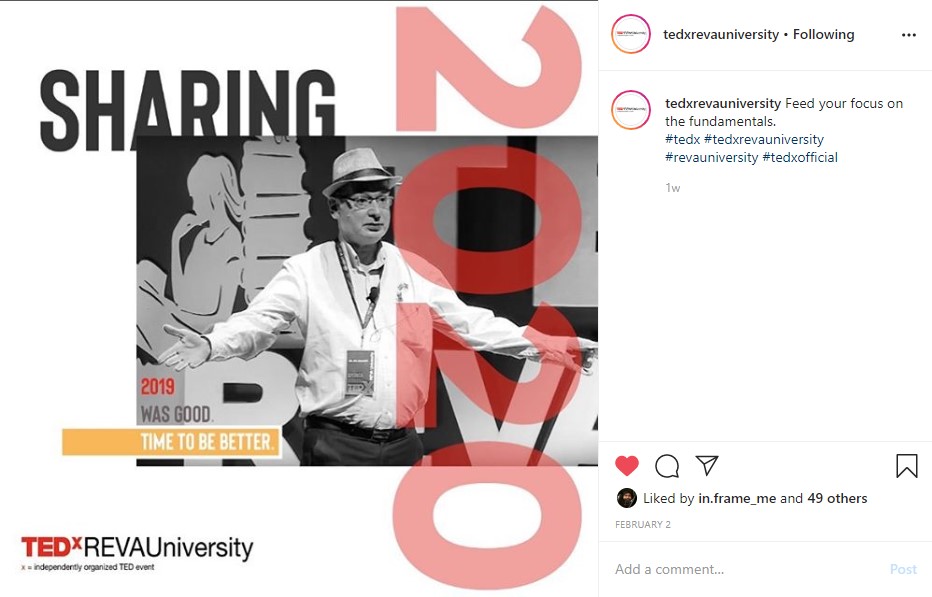 SHARING
2020
2019
WAS GOOD.
TIME TO BE BETTER.
TEDxREVAUniversity
x = independently organized TED event
tedxrevauniversity • Following
tedxrevauniversity Feed your focus on
the fundamentals.
#tedx #tedxrevauniversity
#revauniversity #tedxofficial
1w
Liked by in.frame_me and 49 others
FEBRUARY 2
Add a comment...
Post